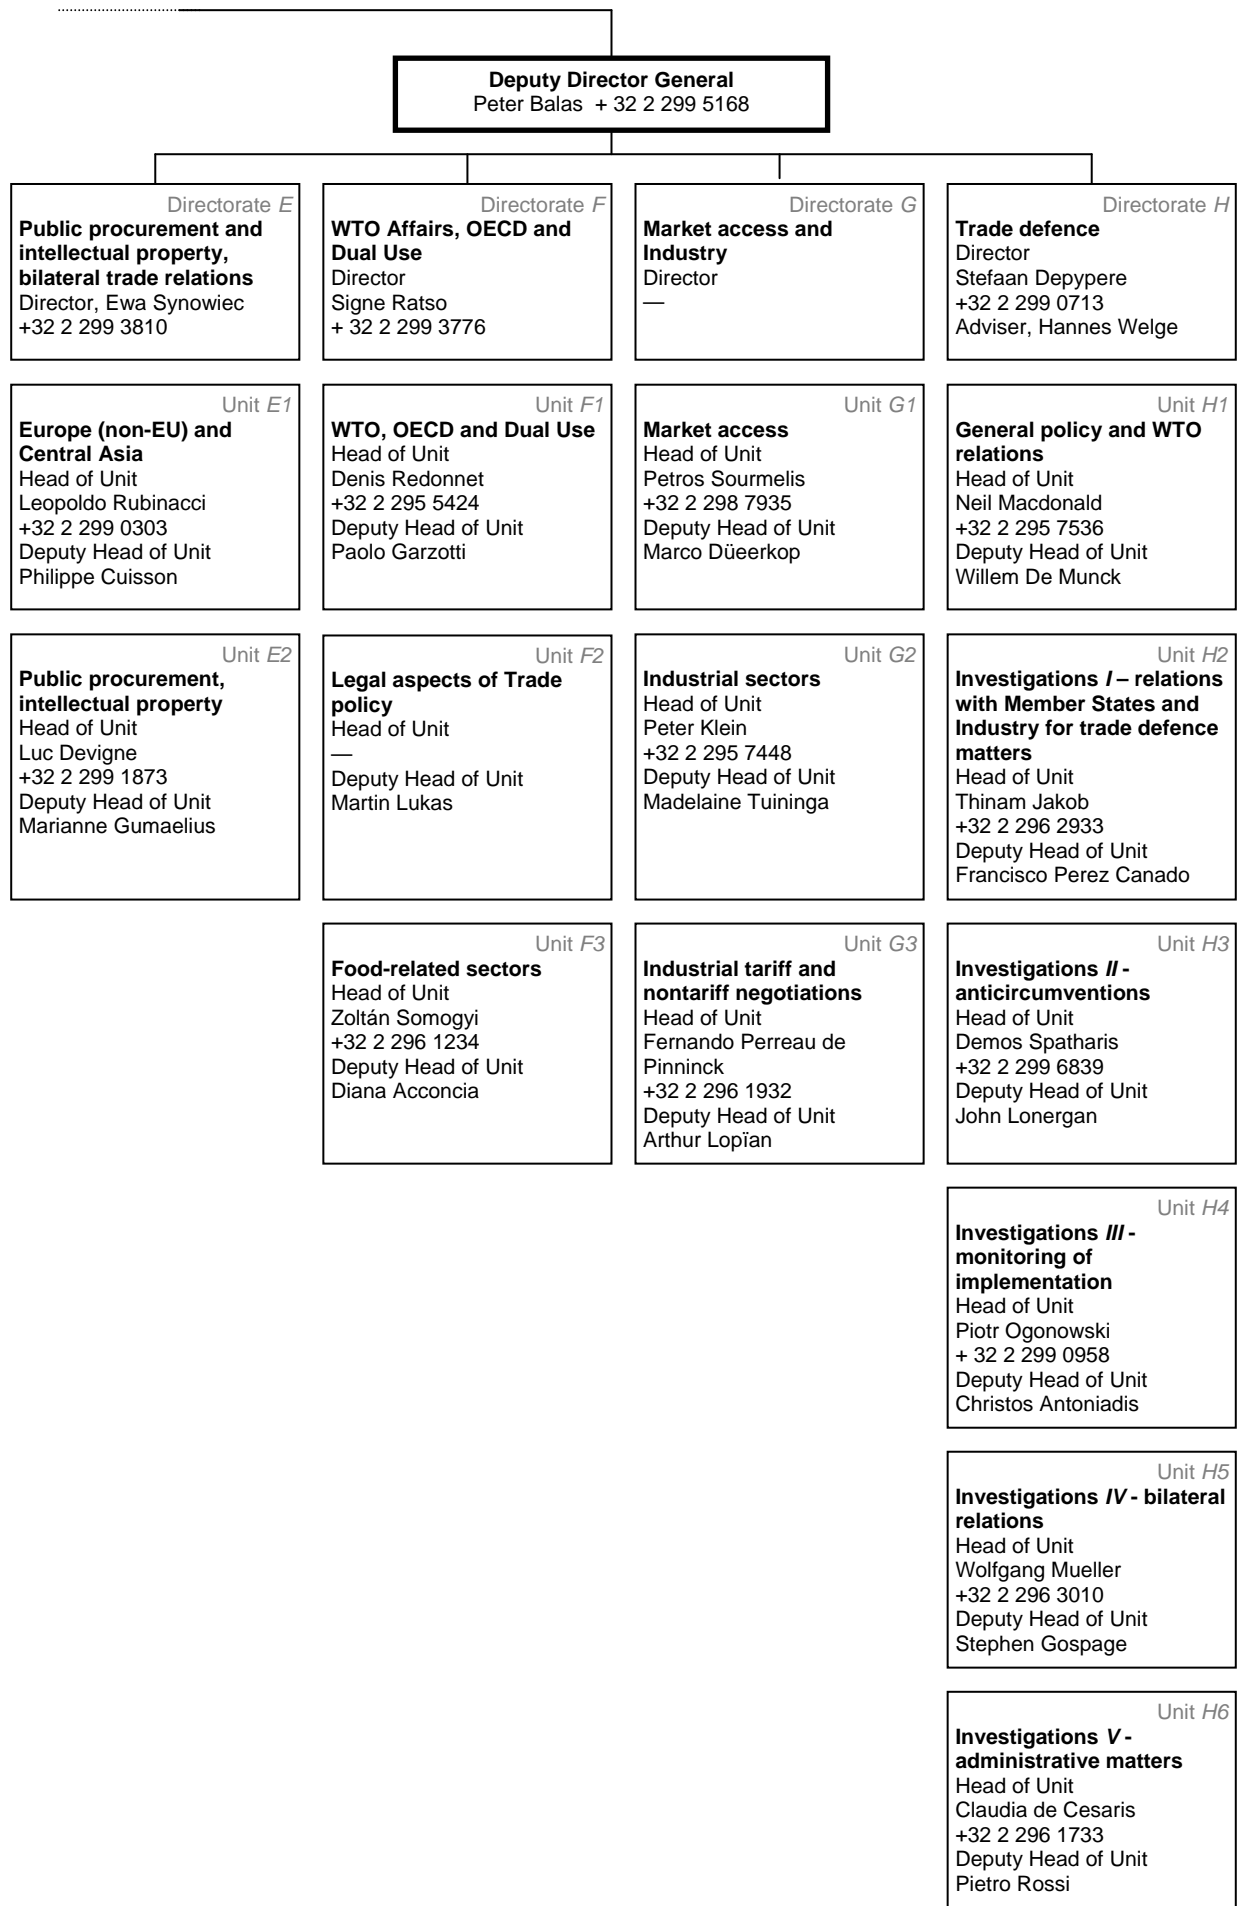 Deputy Director General
Peter Balas + 32 2 299 5168
Directorate E
Public procurement and
intellectual property,
bilateral trade relations
Director, Ewa Synowiec
+32 2 299 3810
Directorate F
WTO Affairs, OECD and
Dual Use
Director
Signe Ratso
+ 32 2 299 3776
Directorate G
Market access and
Industry
Director
—
Directorate H
Trade defence
Director
Stefaan Depypere
+32 2 299 0713
Adviser, Hannes Welge
Unit E1
Europe (non-EU) and
Central Asia
Head of Unit
Leopoldo Rubinacci
+32 2 299 0303
Deputy Head of Unit
Philippe Cuisson
Unit F1
WTO, OECD and Dual Use
Head of Unit
Denis Redonnet
+32 2 295 5424
Deputy Head of Unit
Paolo Garzotti
Unit G1
Market access
Head of Unit
Petros Sourmelis
+32 2 298 7935
Deputy Head of Unit
Marco Düeerkop
Unit H1
General policy and WTO
relations
Head of Unit
Neil Macdonald
+32 2 295 7536
Deputy Head of Unit
Willem De Munck
Unit E2
Public procurement,
intellectual property
Head of Unit
Luc Devigne
+32 2 299 1873
Deputy Head of Unit
Marianne Gumaelius
Unit F2
Legal aspects of Trade
policy
Head of Unit
—
Deputy Head of Unit
Martin Lukas
Unit G2
Industrial sectors
Head of Unit
Peter Klein
+32 2 295 7448
Deputy Head of Unit
Madelaine Tuininga
Unit H2
Investigations I – relations
with Member States and
Industry for trade defence
matters
Head of Unit
Thinam Jakob
+32 2 296 2933
Deputy Head of Unit
Francisco Perez Canado
Unit F3
Food-related sectors
Head of Unit
Zoltán Somogyi
+32 2 296 1234
Deputy Head of Unit
Diana Acconcia
Unit G3
Industrial tariff and
nontariff negotiations
Head of Unit
Fernando Perreau de
Pinninck
+32 2 296 1932
Deputy Head of Unit
Arthur Lopïan
Unit H3
Investigations II -
anticircumventions
Head of Unit
Demos Spatharis
+32 2 299 6839
Deputy Head of Unit
John Lonergan
Unit H4
Investigations III -
monitoring of
implementation
Head of Unit
Piotr Ogonowski
+ 32 2 299 0958
Deputy Head of Unit
Christos Antoniadis
Unit H5
Investigations IV - bilateral
relations
Head of Unit
Wolfgang Mueller
+32 2 296 3010
Deputy Head of Unit
Stephen Gospage
Unit H6
Investigations V -
administrative matters
Head of Unit
Claudia de Cesaris
+32 2 296 1733
Deputy Head of Unit
Pietro Rossi